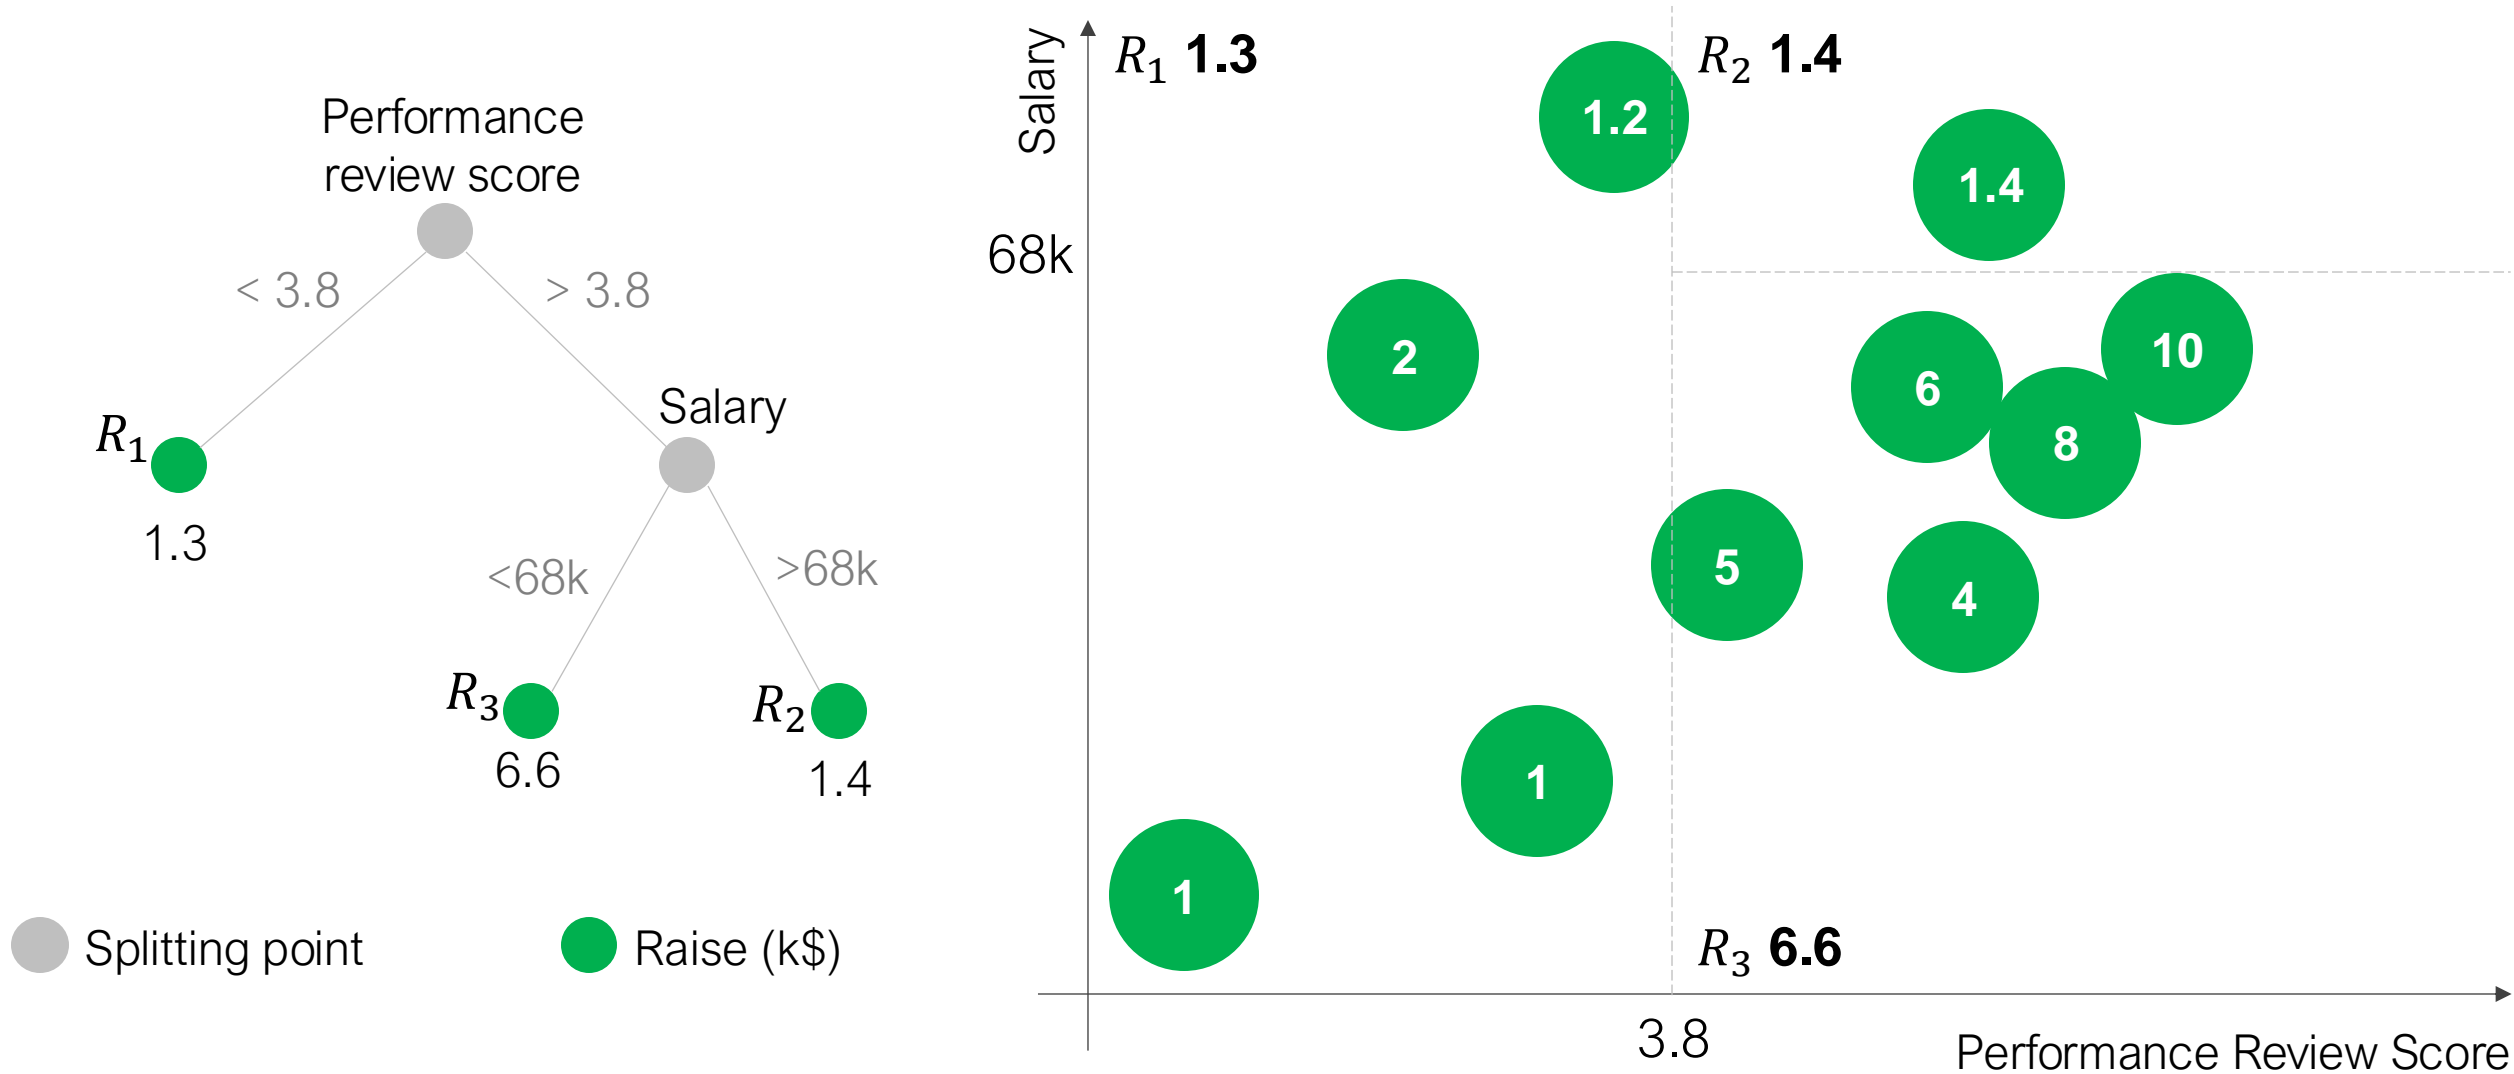 Performance
review score
< 3.8
> 3.8
R1
1.3
Salary
<68k
>68k
R3
6.6
R2
1.4
Splitting point
Raise (k$)
Salary
R1 1.3
R2 1.4
1.2
1.4
68k
2
10
6
8
5
4
1
1
R3 6.6
3.8
Performance Review Score